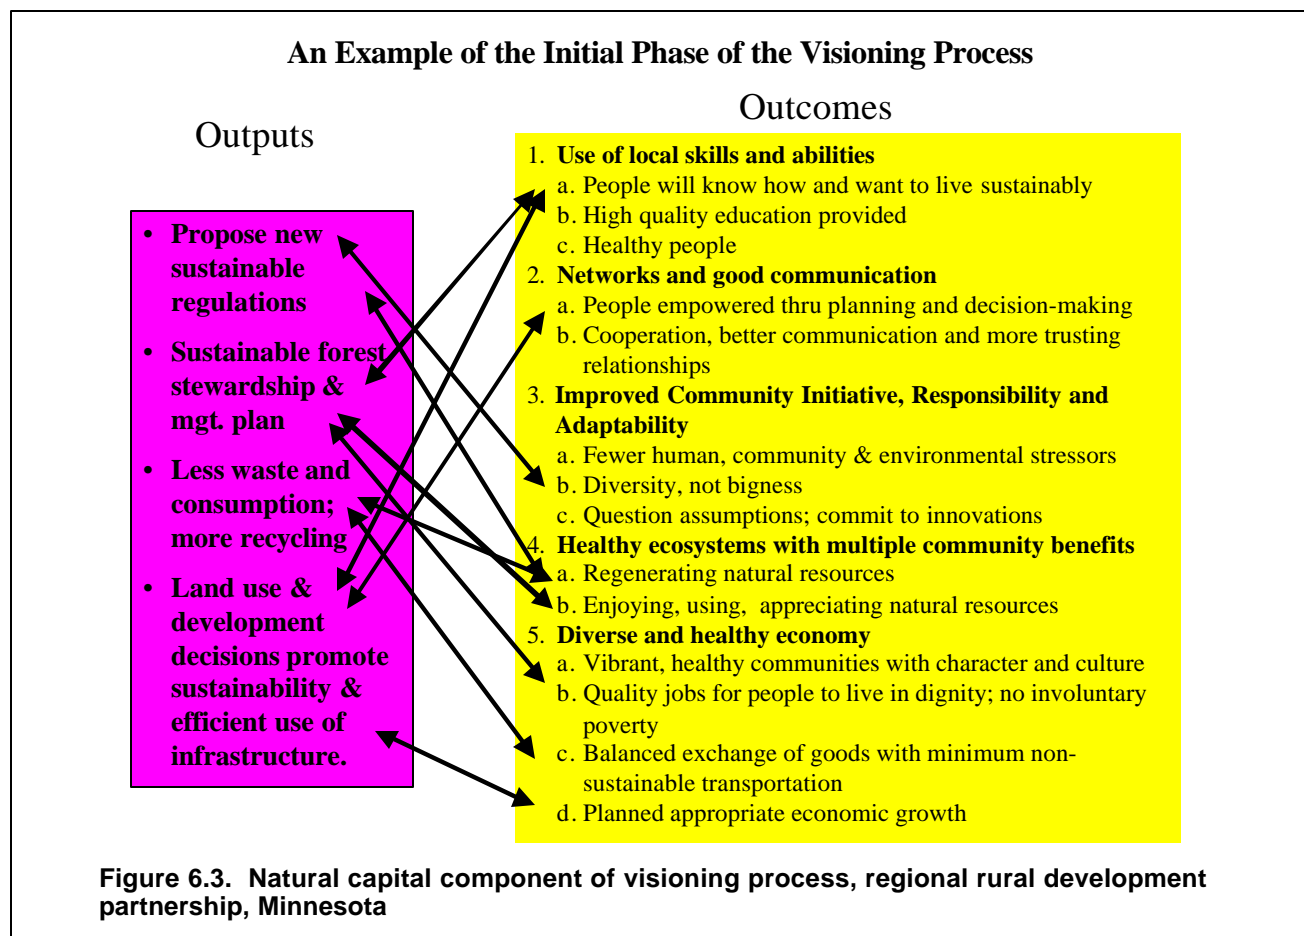 An Example of the Initial Phase of the Visioning Process
Outputs
• Propose new
sustainable
regulations
• Sustainable forest
stewardship &
mgt. plan
• Less waste and
consumption;
more recycling
• Land use &
development
decisions promote
sustainability &
efficient use of
infrastructure.
Outcomes
1. Use of local skills and abilities
a. People will know how and want to live sustainably
b. High quality education provided
c. Healthy people
2. Networks and good communication
a. People empowered thru planning and decision-making
b. Cooperation, better communication and more trusting
relationships
3. Improved Community Initiative, Responsibility and
Adaptability
a. Fewer human, community & environmental stressors
b. Diversity, not bigness
c. Question assumptions; commit to innovations
4. Healthy ecosystems with multiple community benefits
a. Regenerating natural resources
b. Enjoying, using, appreciating natural resources
5. Diverse and healthy economy
a. Vibrant, healthy communities with character and culture
b. Quality jobs for people to live in dignity; no involuntary
poverty
c. Balanced exchange of goods with minimum non-
sustainable transportation
d. Planned appropriate economic growth
Figure 6.3. Natural capital component of visioning process, regional rural development
partnership, Minnesota